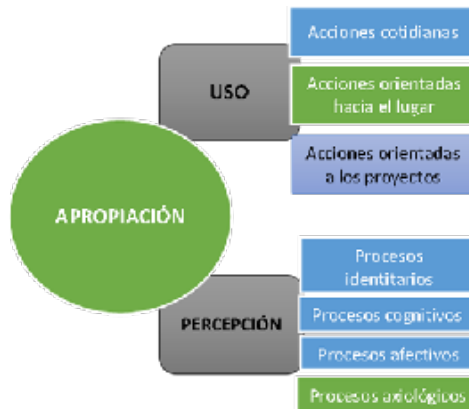 APROPIACIÓN
USO
Acciones cotidianas
Acciones orientadas
hacia el lugar
Acciones orientadas
a los proyectos
PERCEPCIÓN
Procesos
identitarios
Procesos cognitivos
Procesos afectivos
Procesos axiológicos